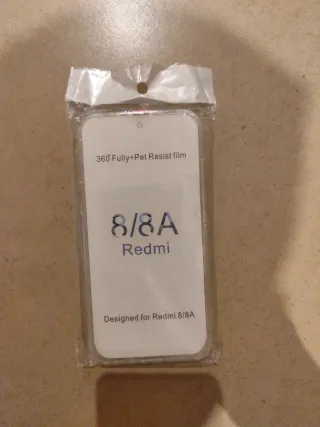 360°Fully+Pet Resist film
8/8A
Redmi
Designed for Redmi 8/8A